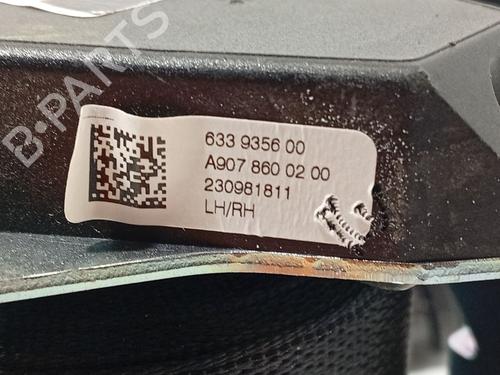 B-PARTS
633 9356 00
A907 860 02 00
230981811
LH/RH